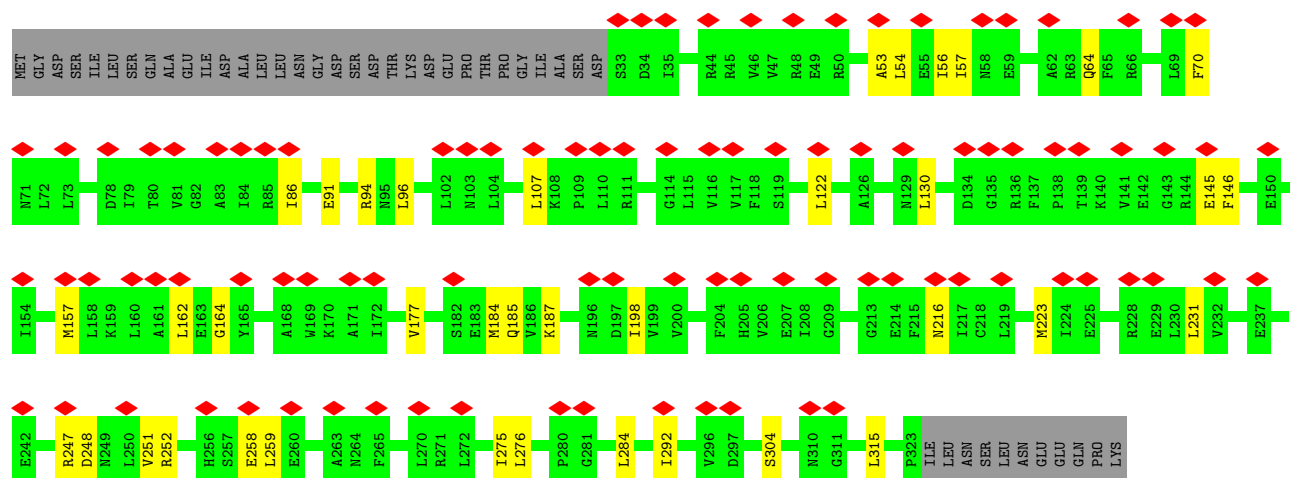 MET GLY ASP SER ILE LEU SER GLN ALA GLU ILE ASP ALA LEU LEU ASN GLY ASP SER ASP THR LYS ASP GLU PRO THR PRO GLY ILE ALA SER ASP S33 D34 I35 R44 R45 V46 V47 R48 E49 R50 A53 L54 E55 I56 I57 N58 E59 A62 R63 Q64 F65 R66 L69 F70
N71 L72 L73 D78 I79 T80 V81 G82 A83 I84 R85 I86 E91 R94 N95 L96 L102 N103 L104 L107 K108 P109 L110 R111 G114 L115 V116 V117 F118 S119 L122 A126 N129 L130 D134 G135 R136 F137 P138 T139 K140 V141 E142 G143 R144 E145 F146 E150
I154 M157 L158 K159 L160 A161 L162 E163 G164 Y165 A168 W169 K170 A171 I172 V177 S182 E183 M184 Q185 V186 K187 N196 D197 I198 V199 V200 F204 H205 V206 E207 I208 G209 G213 E214 F215 N216 I217 C218 L219 M223 I224 E225 R228 E229 L230 L231 V232 E237
E242 R247 D248 N249 L250 V251 R252 H256 S257 E258 L259 E260 A263 N264 F265 L270 R271 L272 I275 L276 P280 G281 L284 I292 V296 D297 S304 N310 G311 L315 P323 ILE LEU ASN SER LEU ASN GLU GLU GLN PRO LYS